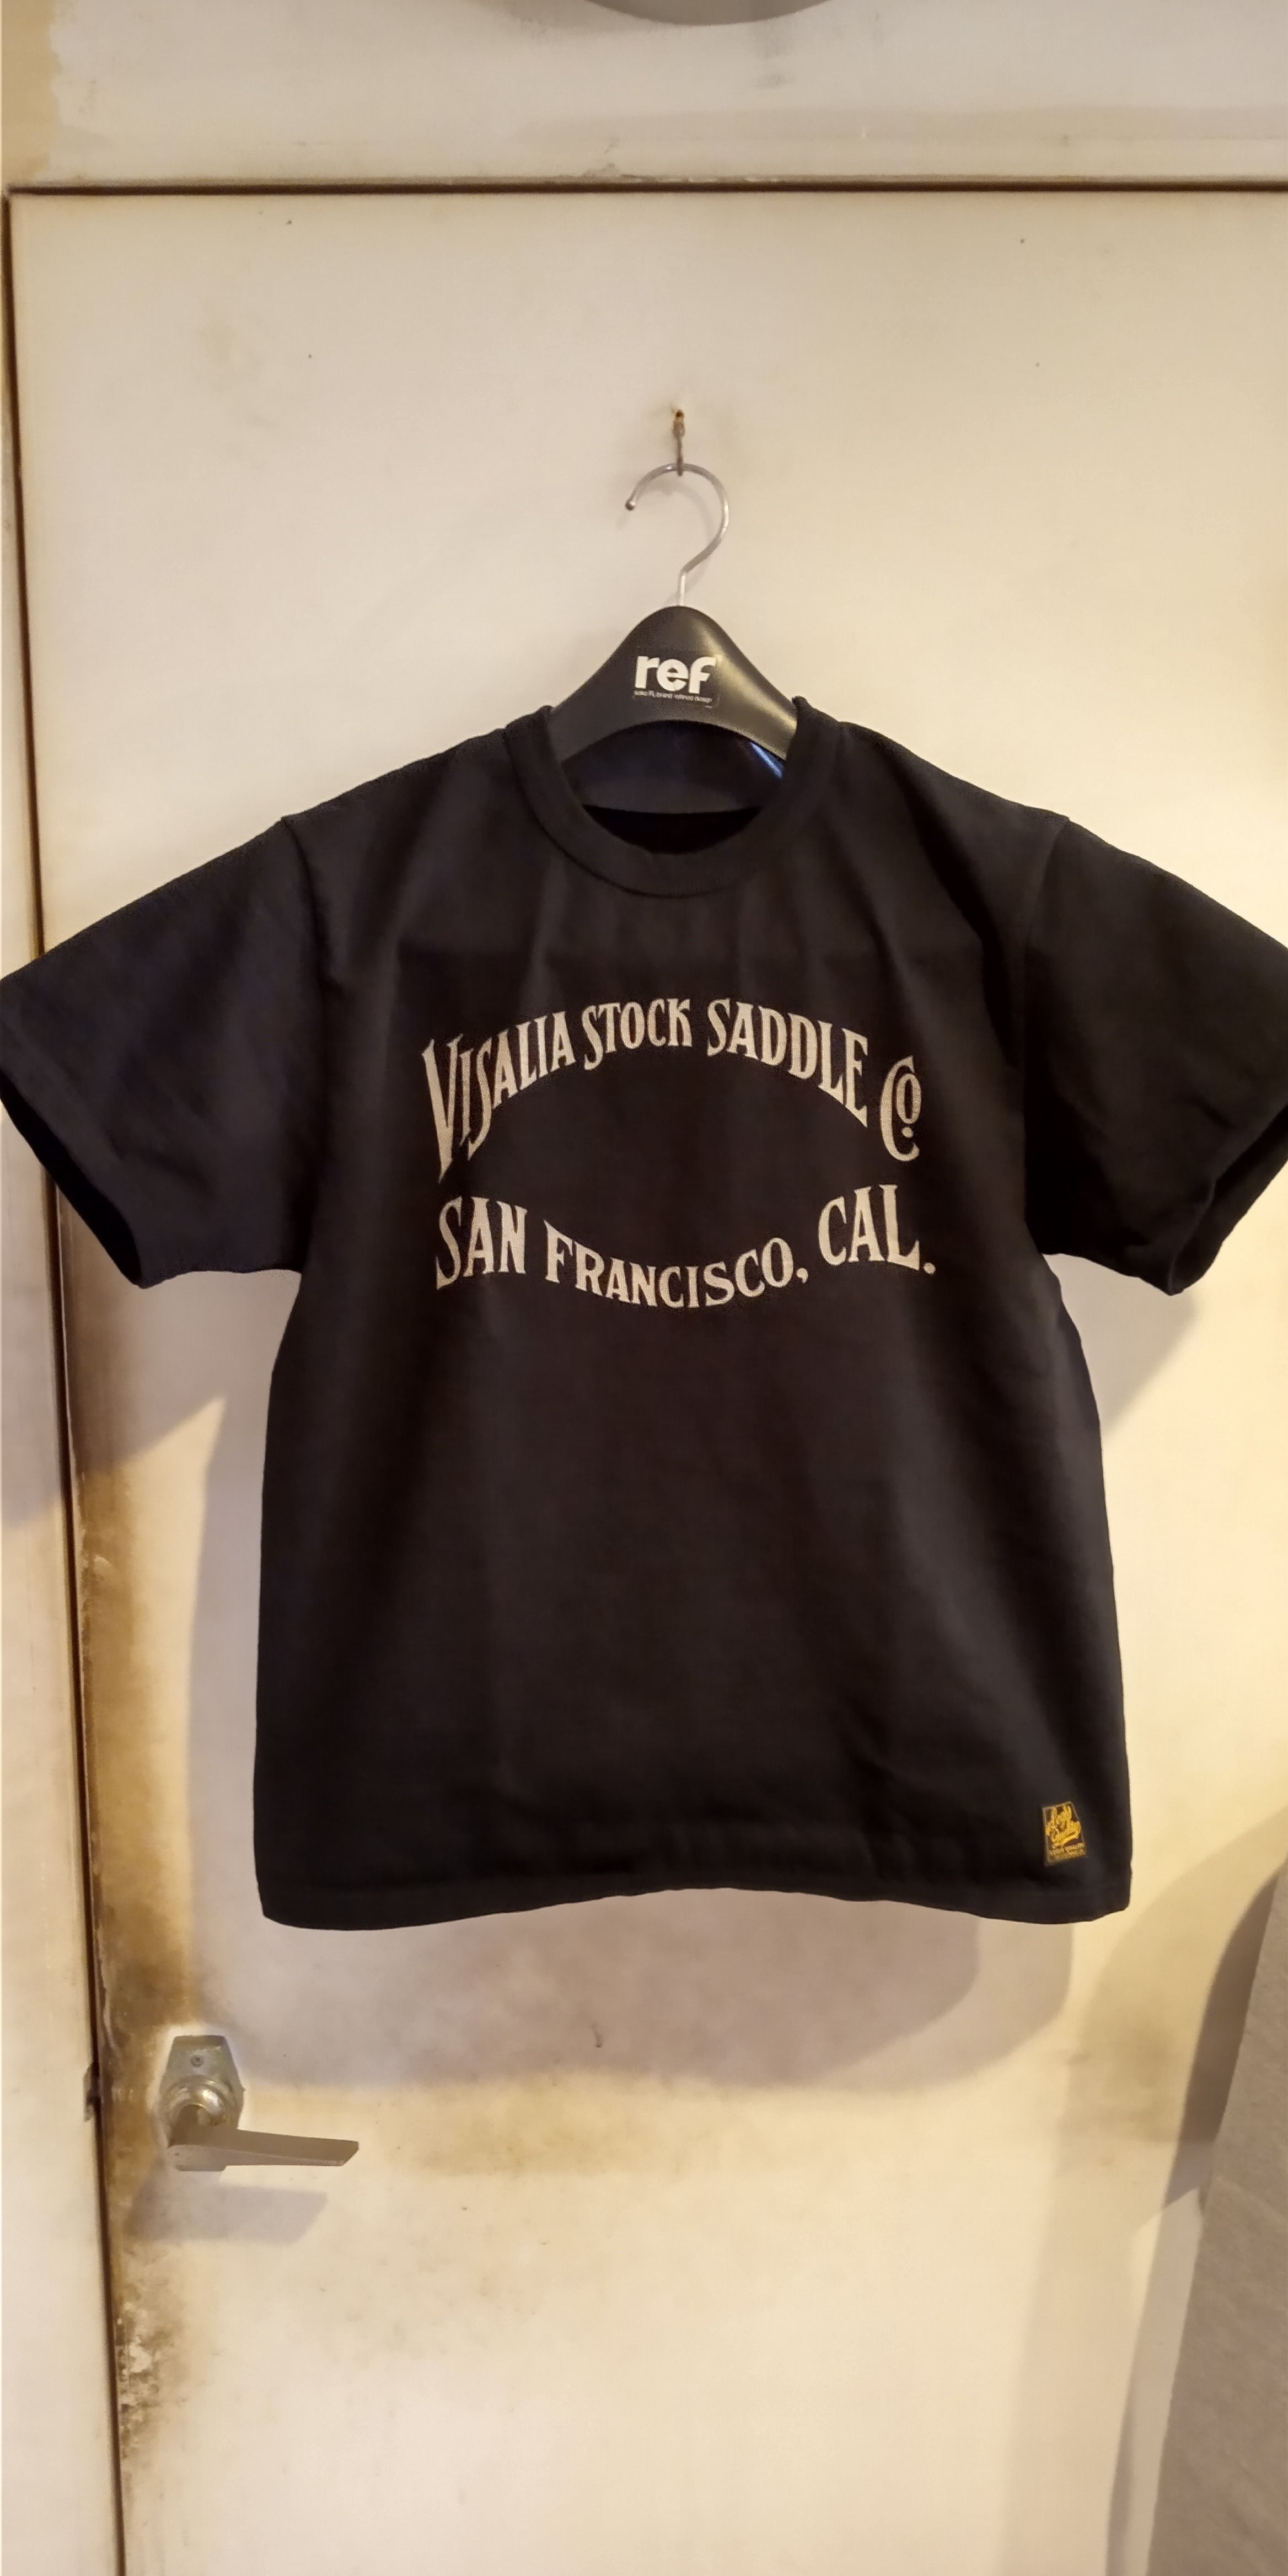 ref
VISALIA STOCK SADDLE Co.
SAN FRANCISCO, CAL.